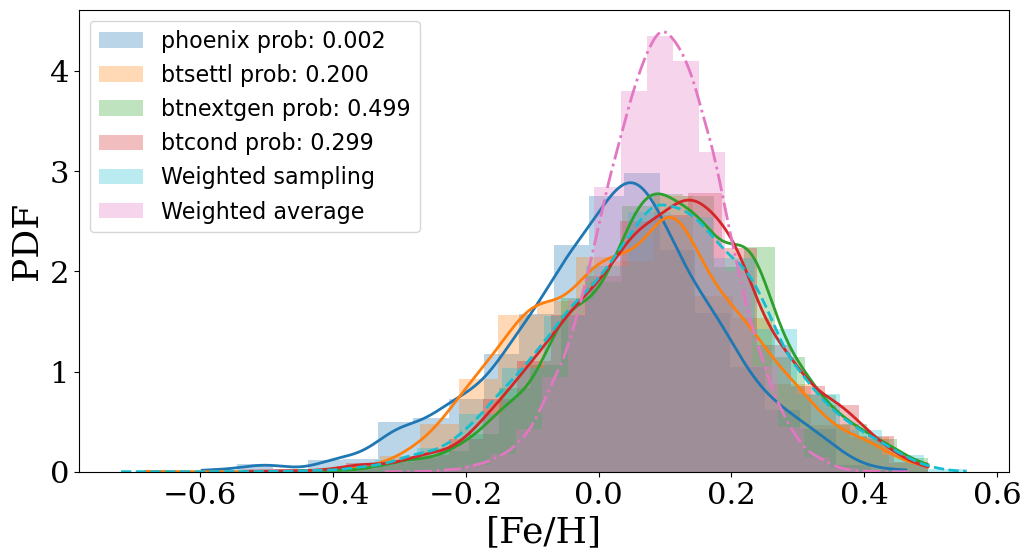 phoenix prob: 0.002
btsettl prob: 0.200
btnextgen prob: 0.499
btcond prob: 0.299
Weighted sampling
Weighted average
PDF
4
3
2
1
0
−0.6 −0.4 −0.2 0.0 0.2 0.4 0.6
[Fe/H]